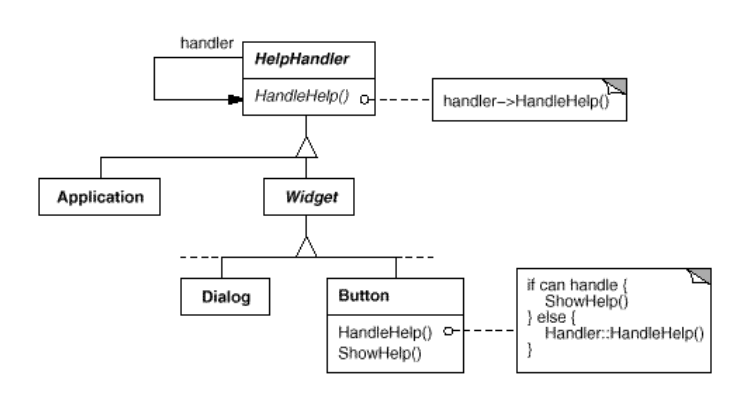 handler
HelpHandler
HandleHelp()
handler->HandleHelp()
Application
Widget
Dialog
Button
HandleHelp()
ShowHelp()
if can handle {
ShowHelp()
} else {
Handler::HandleHelp()
}